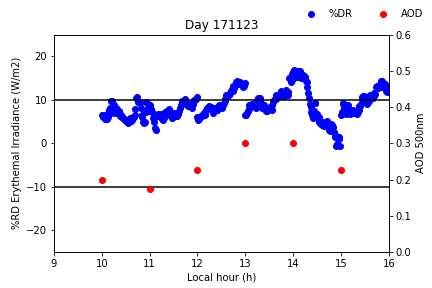 %DR AOD
Day 171123
%RD Erythermal Irradiance (W/m2)
20
10
0
−10
−20
0.6
0.5
0.4
0.3
0.2
0.1
0.0
AOD 500nm
9 10 11 12 13 14 15 16
Local hour (h)